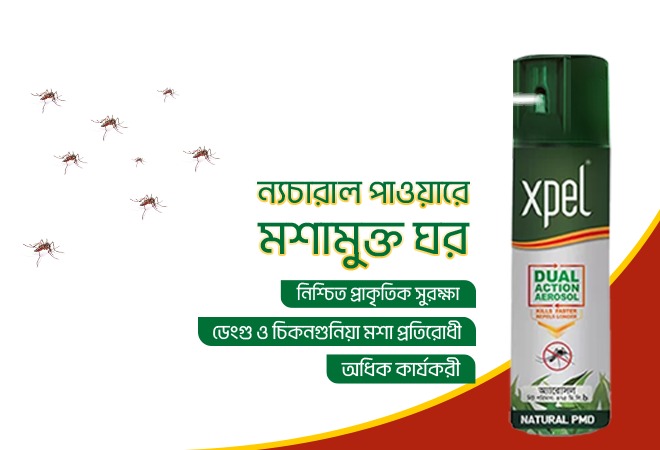 ন্যচারাল পাওয়ারে
মশামুক্ত ঘর
নিশ্চিত প্রাকৃতিক সুরক্ষা
ডেংগু ও চিকনগুনিয়া মশা প্রতিরোধী
অধিক কার্যকরী
xpel
DUAL
ACTION
AEROSOL
KILLS FASTER
REPELS LONGER
অ্যারোসল
NATURAL PMD